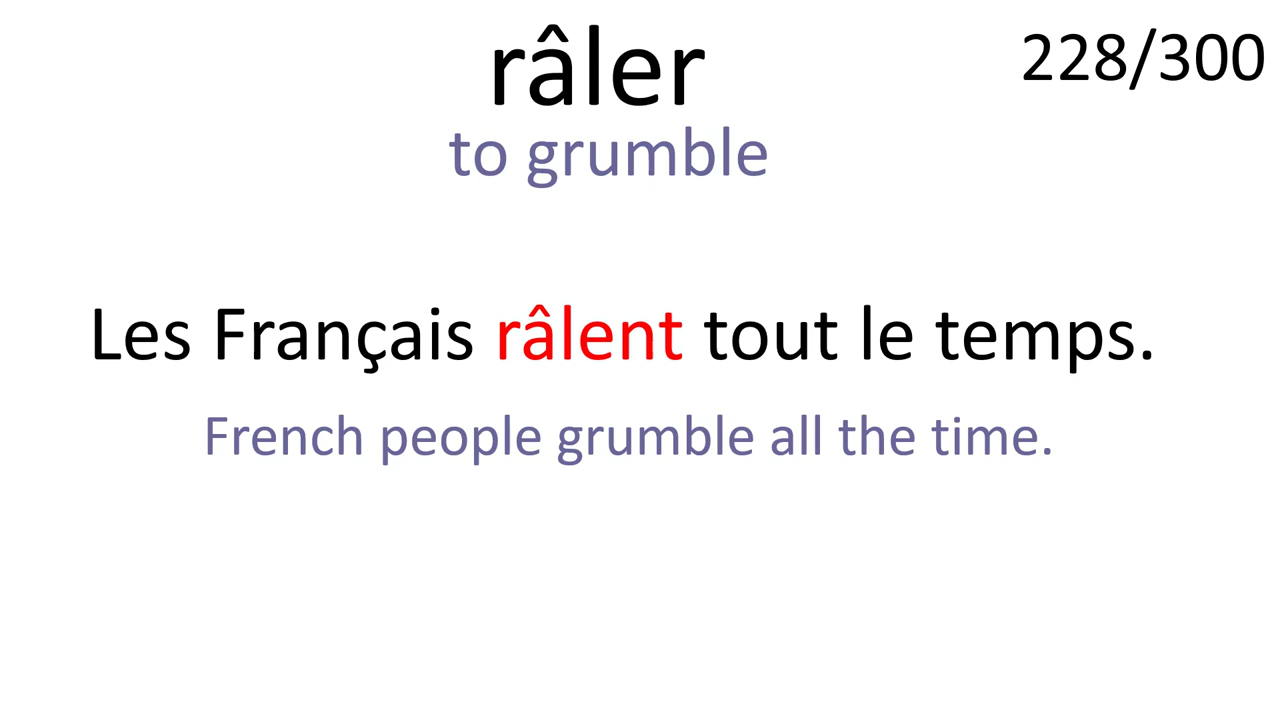 râler
228/300
to grumble
Les Français râlent tout le temps.
French people grumble all the time.